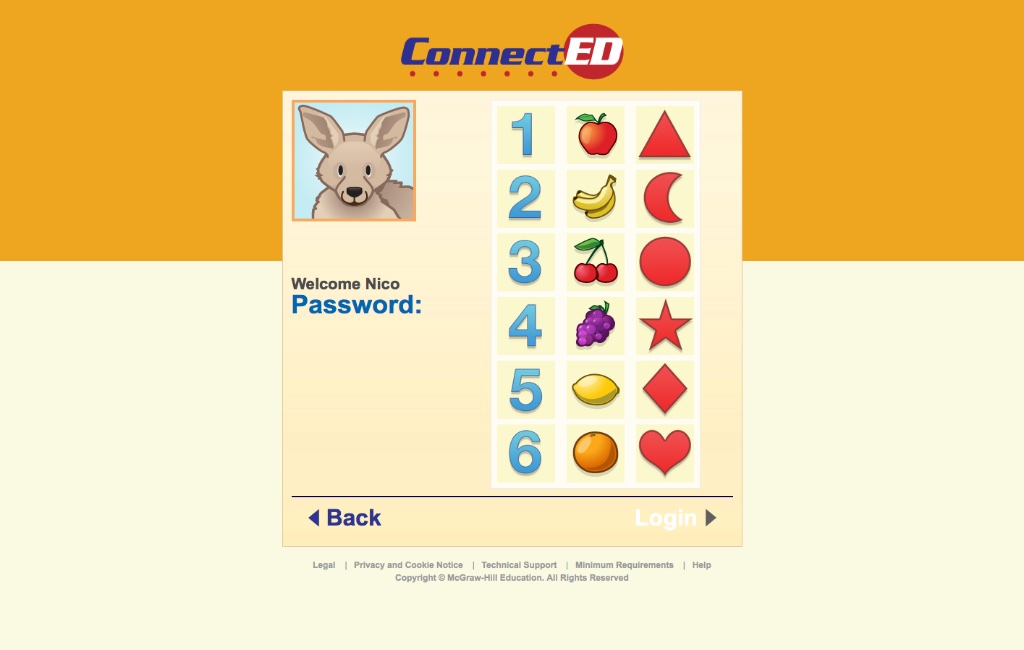 ConnectED
1
2
3
4
5
6
Welcome Nico
Password:
Back
Login
Legal | Privacy and Cookie Notice | Technical Support | Minimum Requirements | Help
Copyright © McGraw-Hill Education. All Rights Reserved